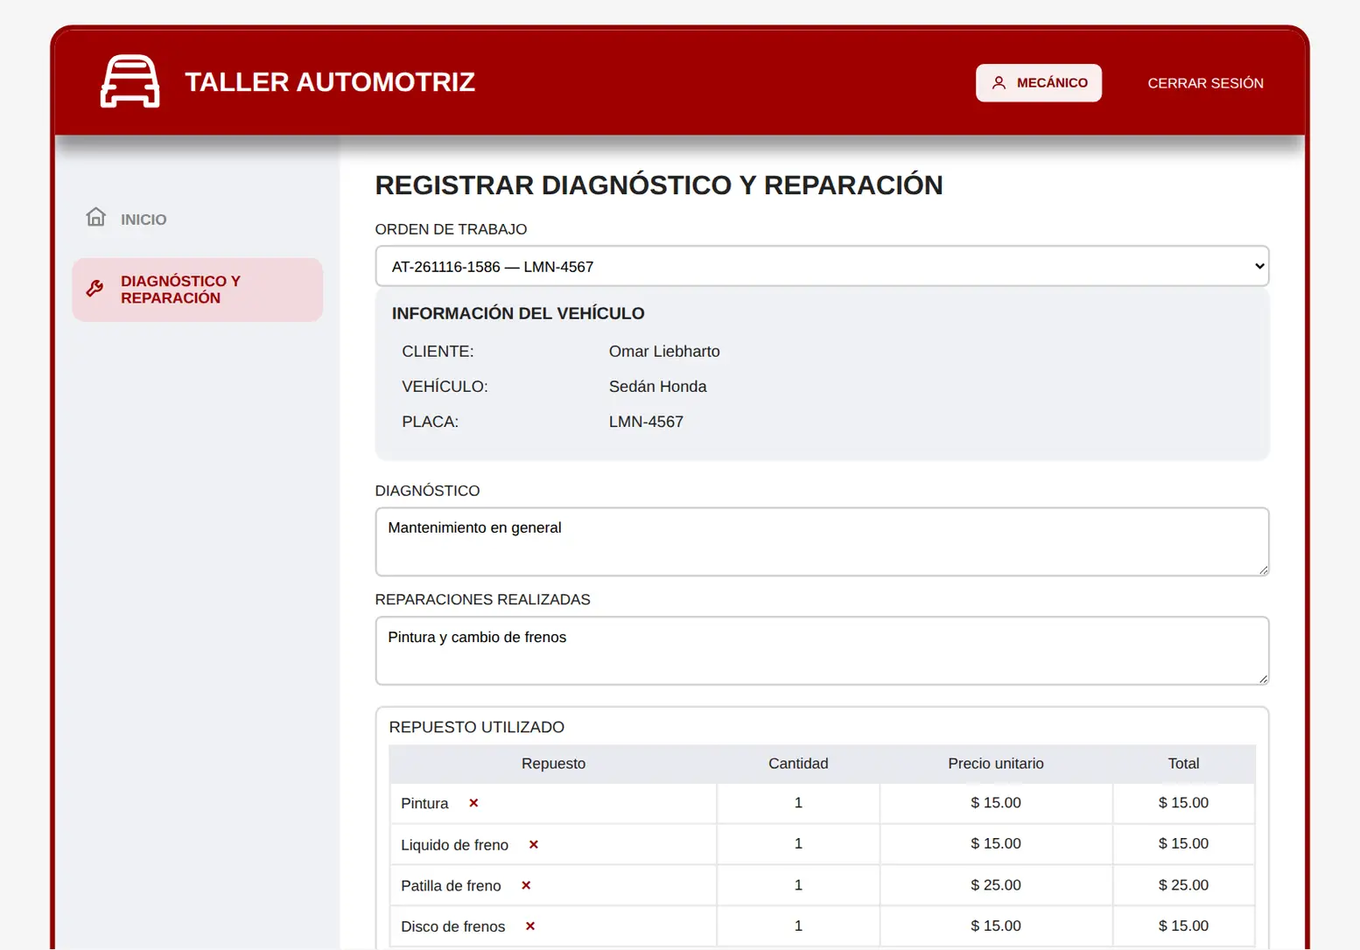 TALLER AUTOMOTRIZ
MECÁNICO
CERRAR SESIÓN
INICIO
DIAGNÓSTICO Y
REPARACIÓN
REGISTRAR DIAGNÓSTICO Y REPARACIÓN
ORDEN DE TRABAJO
AT-261116-1586 — LMN-4567
INFORMACIÓN DEL VEHÍCULO
CLIENTE: Omar Liebharto
VEHÍCULO: Sedán Honda
PLACA: LMN-4567
DIAGNÓSTICO
Mantenimiento en general
REPARACIONES REALIZADAS
Pintura y cambio de frenos
REPUESTO UTILIZADO
Repuesto Cantidad Precio unitario Total
Pintura × 1 $ 15.00 $ 15.00
Liquido de freno × 1 $ 15.00 $ 15.00
Patilla de freno × 1 $ 25.00 $ 25.00
Disco de frenos × 1 $ 15.00 $ 15.00